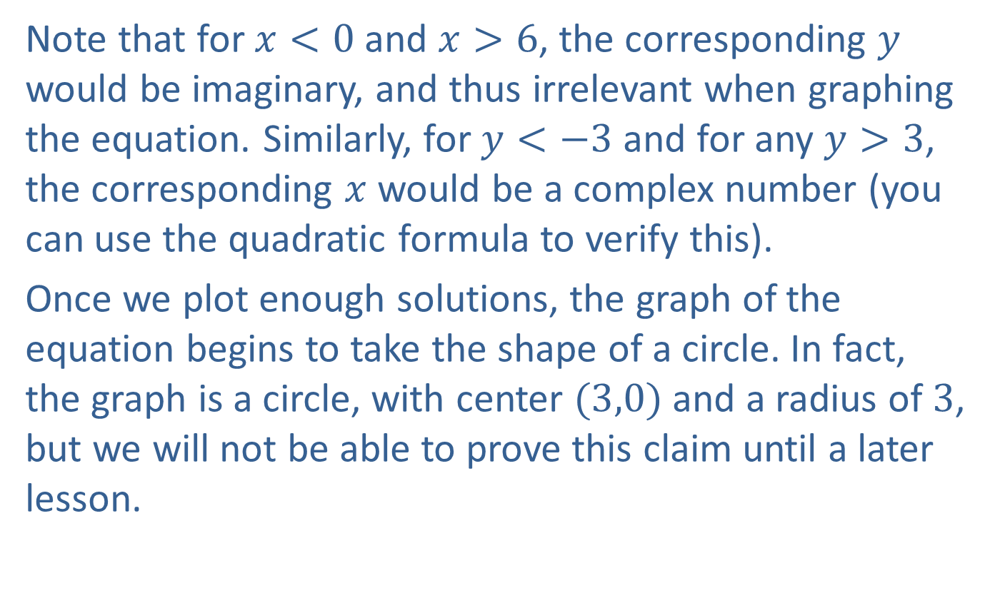 Note that for x < 0 and x > 6, the corresponding y
would be imaginary, and thus irrelevant when graphing
the equation. Similarly, for y < −3 and for any y > 3,
the corresponding x would be a complex number (you
can use the quadratic formula to verify this).
Once we plot enough solutions, the graph of the
equation begins to take the shape of a circle. In fact,
the graph is a circle, with center (3,0) and a radius of 3,
but we will not be able to prove this claim until a later
lesson.